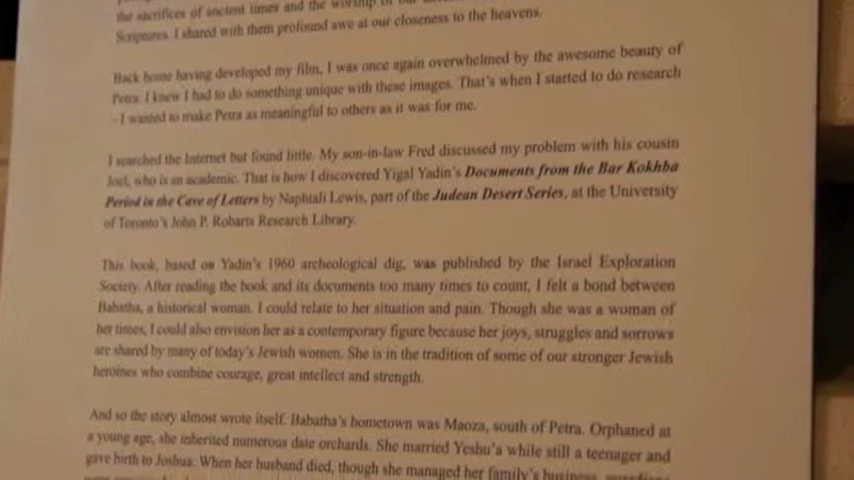 the sacrifices of ancient times and the worship of our
Scriptures. I shared with them profound awe at our closeness to the heavens.
Back home having developed my film, I was once again overwhelmed by the awesome beauty of
Petra. I knew I had to do something unique with these images. That's when I started to do research
- I wanted to make Petra as meaningful to others as it was for me.
I searched the Internet but found little. My son-in-law Fred discussed my problem with his cousin
Joel, who is an academic. That is how I discovered Yigal Yadin's Documents from the Bar Kokhba
Period in the Cave of Letters by Naphtali Lewis, part of the Judean Desert Series, at the University
of Toronto's John P. Robarts Research Library.
This book, based on Yadin's 1960 archeological dig, was published by the Israel Exploration
Society. After reading the book and its documents too many times to count, I felt a bond between
Babatha, a historical woman. I could relate to her situation and pain. Though she was a woman of
her times, I could also envision her as a contemporary figure because her joys, struggles and sorrows
are shared by many of today's Jewish women. She is in the tradition of some of our stronger Jewish
heroines who combine courage, great intellect and strength.
And so the story almost wrote itself. Babatha's hometown was Maoza, south of Petra. Orphaned at
a young age, she inherited numerous date orchards. She married Yeshu'a while still a teenager and
gave birth to Joshua. When her husband died, though she managed her family's business,